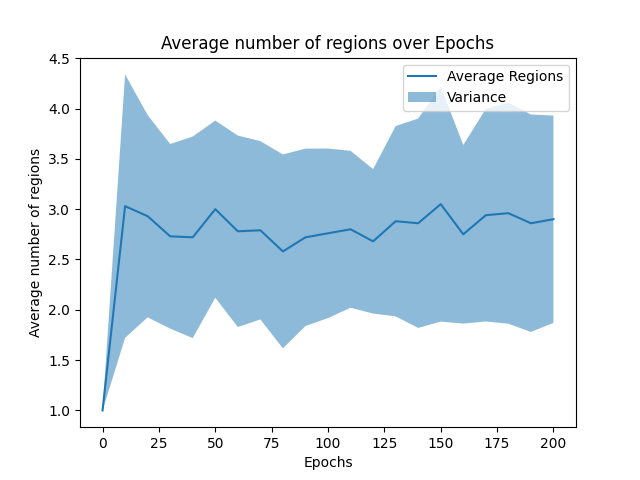 Average number of regions over Epochs
Average Regions
Variance
Average number of regions
4.5
4.0
3.5
3.0
2.5
2.0
1.5
1.0
0 25 50 75 100 125 150 175 200
Epochs